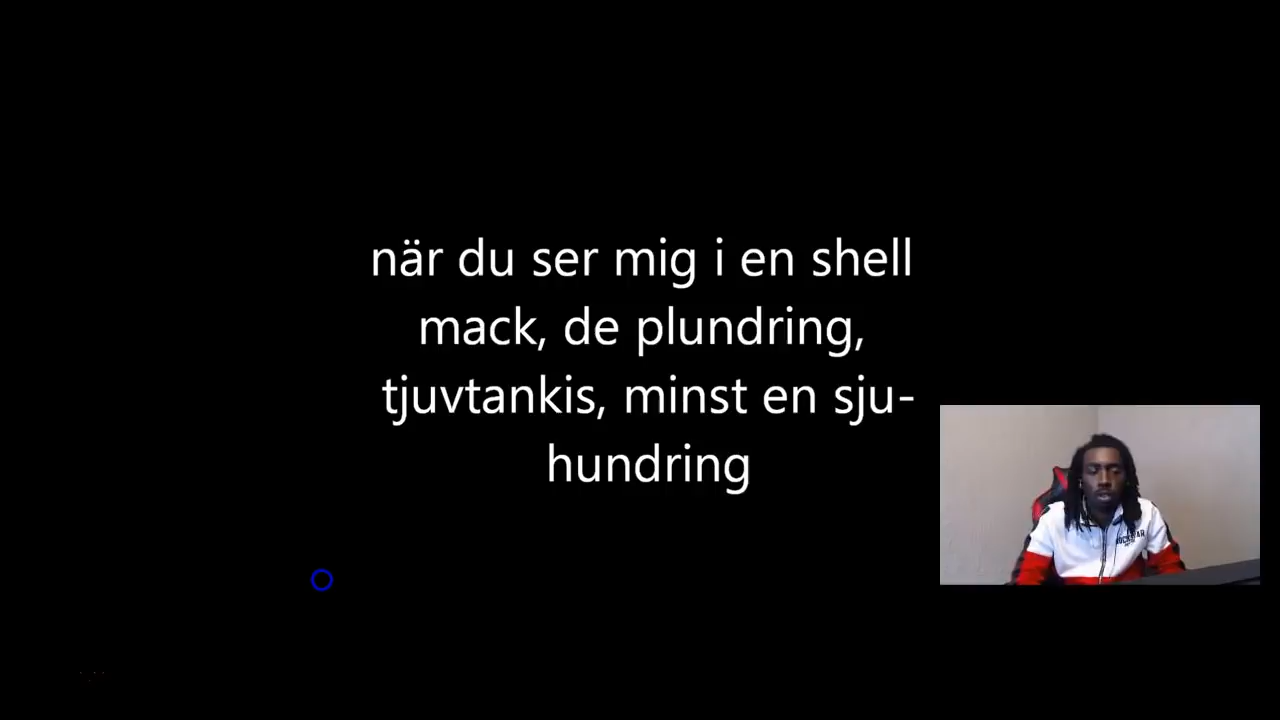 när du ser mig i en shell
mack, de plundring,
tjuvtankis, minst en sju-
hundring